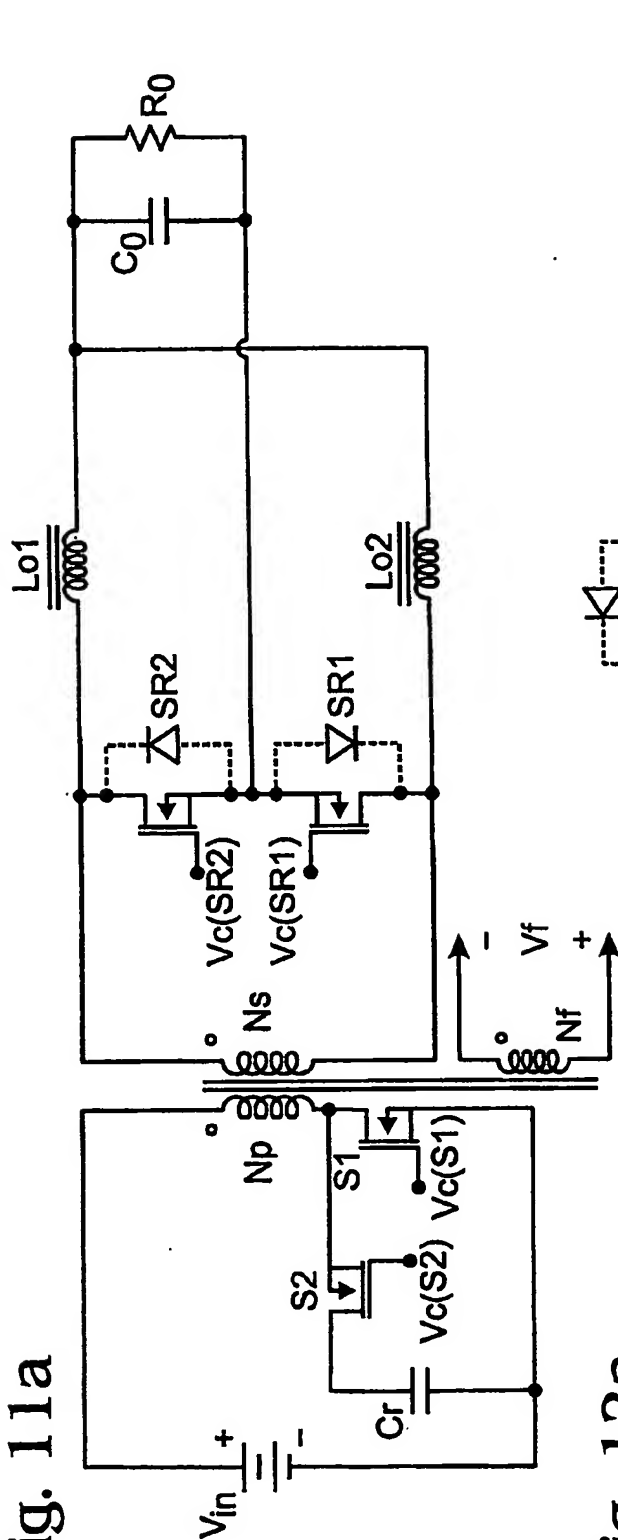 ig. 11a
Vin
+
-
Cr
S2
Vc(S2)
S1
Vc(S1)
Np
Ns
Nf
-
Vf
+
Vc(SR2)
Vc(SR1)
SR2
SR1
Lo1
Lo2
C0
R0